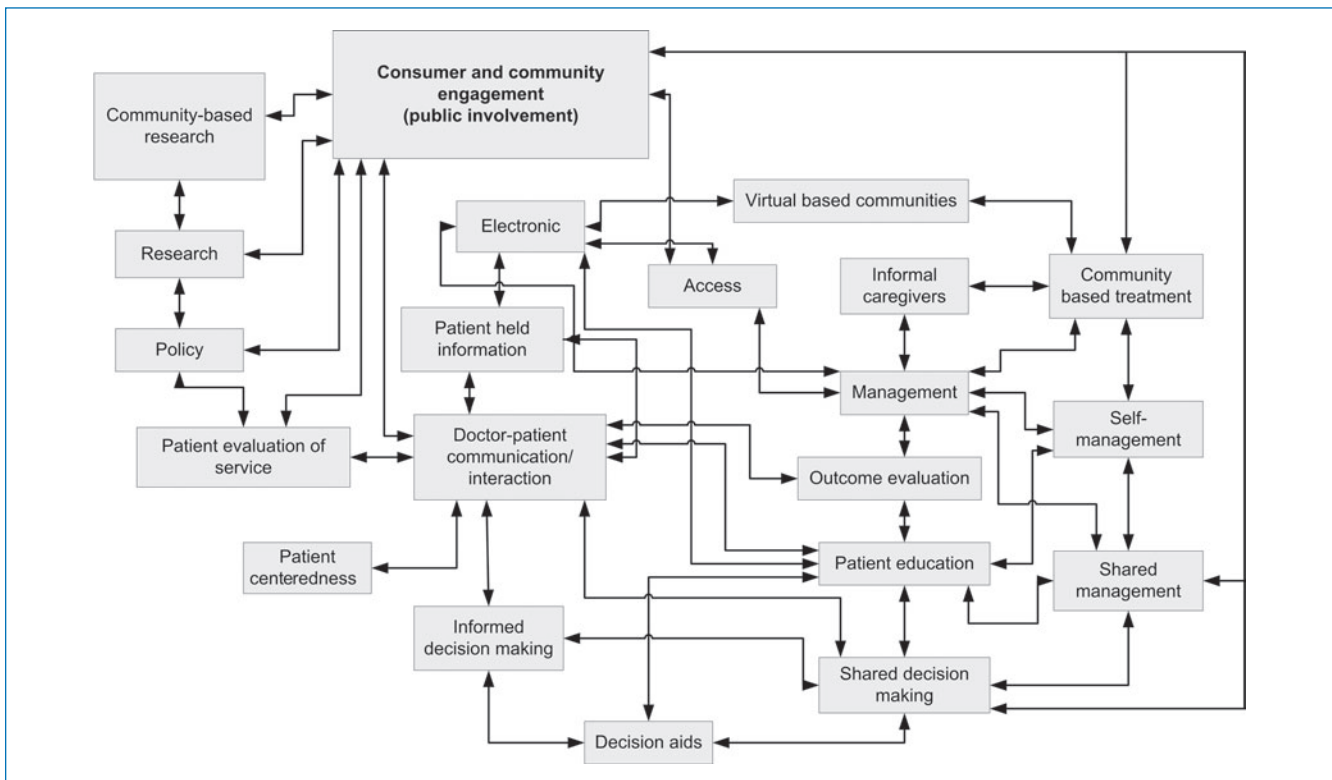 Consumer and community
engagement
(public involvement)
Community-based
research
Virtual based communities
Electronic
Research
Access
Informal
caregivers
Community
based treatment
Patient held
information
Policy
Management
Self-
management
Patient evaluation of
service
Doctor-patient
communication/
interaction
Outcome evaluation
Patient
centeredness
Patient education
Shared
management
Informed
decision making
Shared decision
making
Decision aids